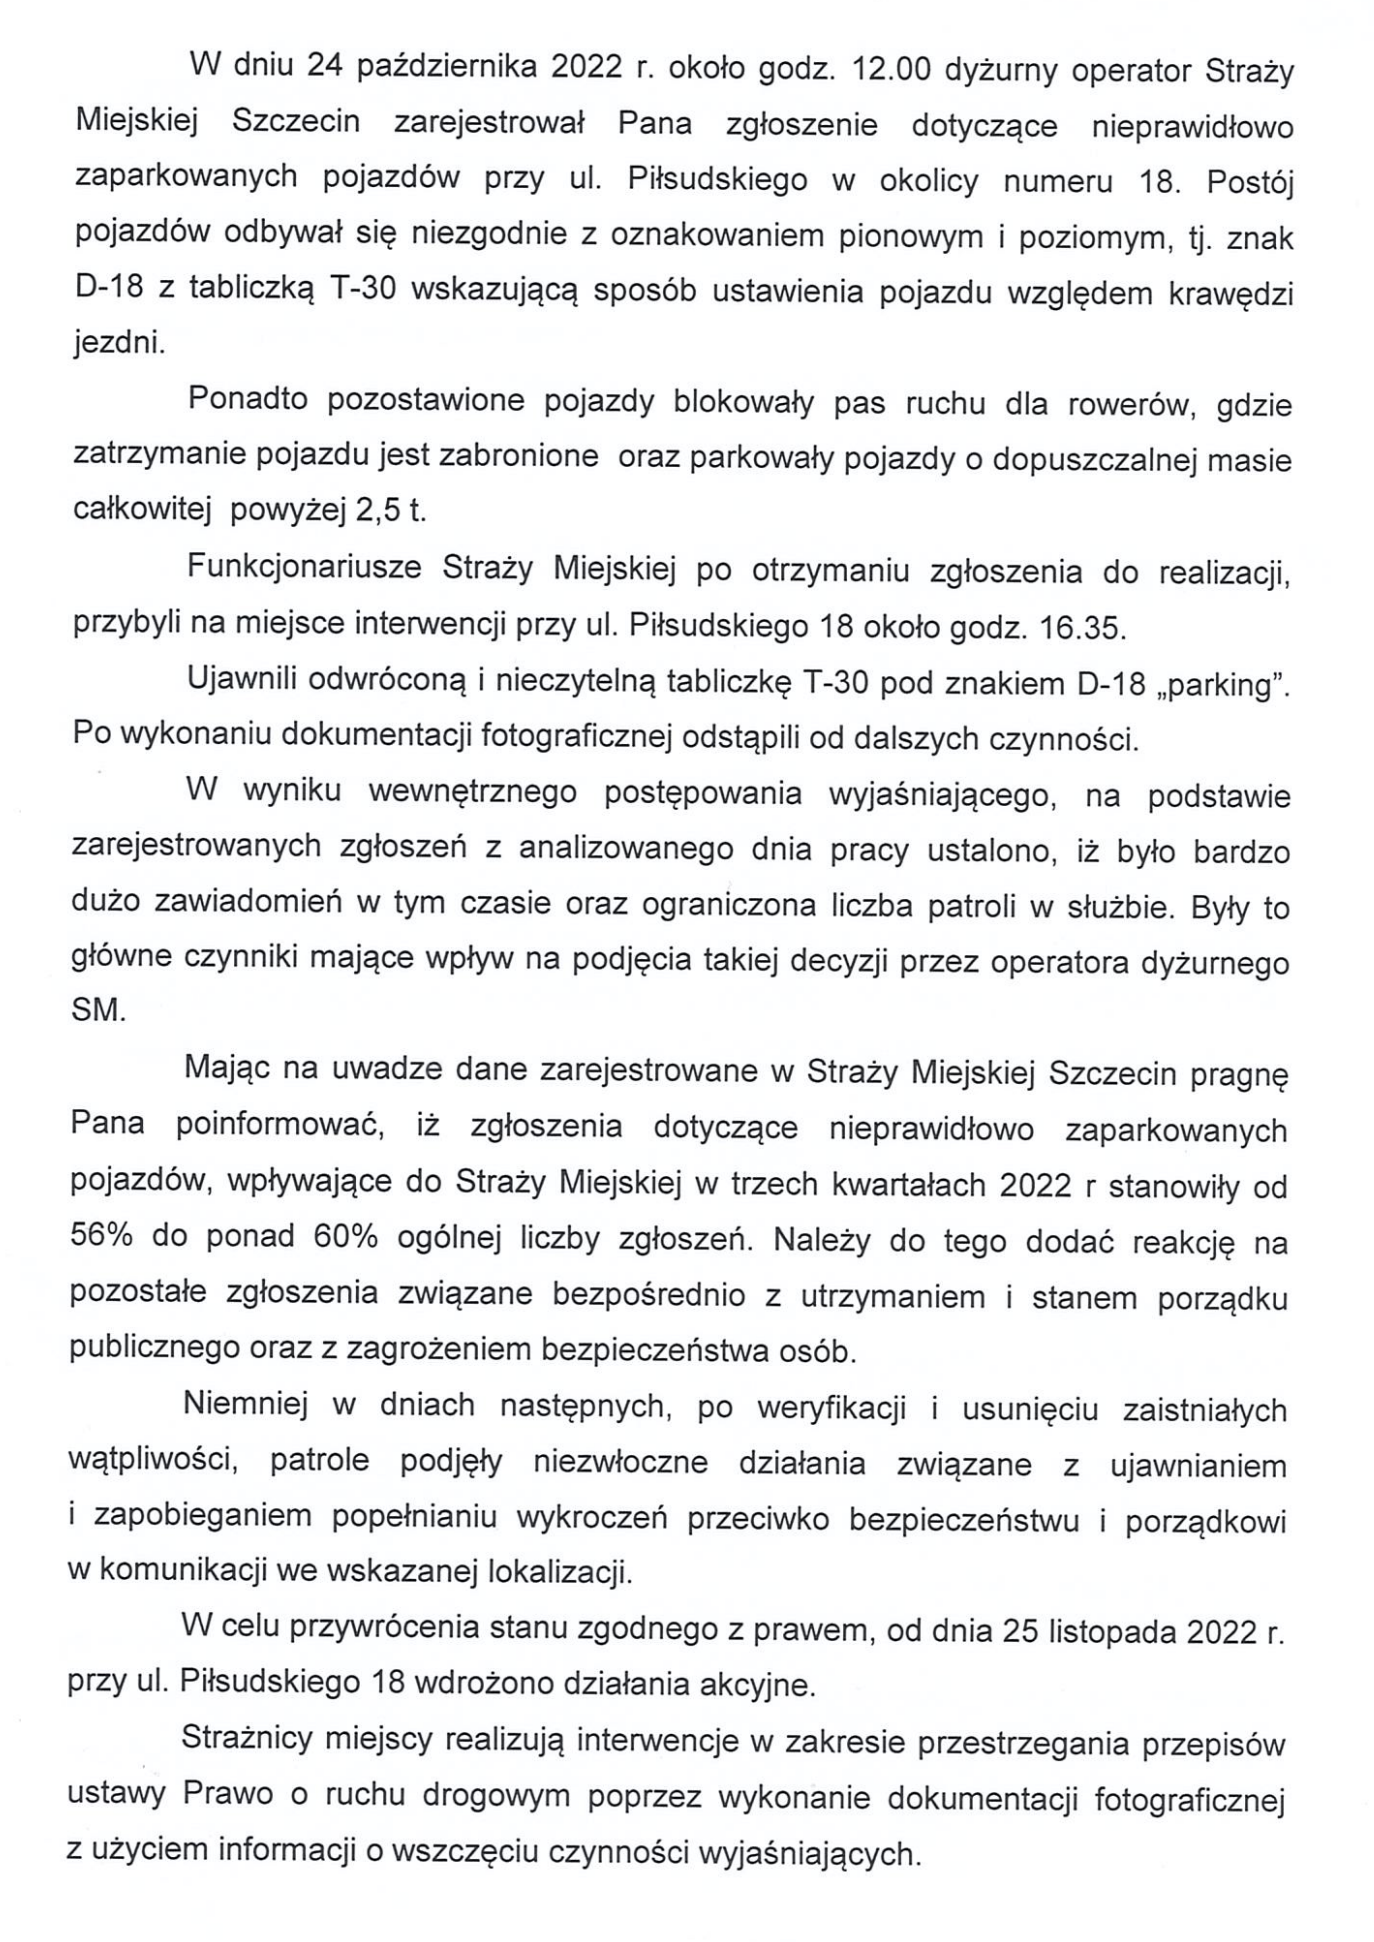 W dniu 24 października 2022 r. około godz. 12.00 dyżurny operator Straży
Miejskiej Szczecin zarejestrował Pana zgłoszenie dotyczące nieprawidłowo
zaparkowanych pojazdów przy ul. Piłsudskiego w okolicy numeru 18. Postój
pojazdów odbywał się niezgodnie z oznakowaniem pionowym i poziomym, tj. znak
D-18 z tabliczką T-30 wskazującą sposób ustawienia pojazdu względem krawędzi
jezdni.
Ponadto pozostawione pojazdy blokowały pas ruchu dla rowerów, gdzie
zatrzymanie pojazdu jest zabronione oraz parkowały pojazdy o dopuszczalnej masie
całkowitej powyżej 2,5 t.
Funkcjonariusze Straży Miejskiej po otrzymaniu zgłoszenia do realizacji,
przybyli na miejsce interwencji przy ul. Piłsudskiego 18 około godz. 16.35.
Ujawnili odwróconą i nieczytelną tabliczkę T-30 pod znakiem D-18 „parking”.
Po wykonaniu dokumentacji fotograficznej odstąpili od dalszych czynności.
W wyniku wewnętrznego postępowania wyjaśniającego, na podstawie
zarejestrowanych zgłoszeń z analizowanego dnia pracy ustalono, iż było bardzo
dużo zawiadomień w tym czasie oraz ograniczona liczba patroli w służbie. Były to
główne czynniki mające wpływ na podjęcia takiej decyzji przez operatora dyżurnego
SM.
Mając na uwadze dane zarejestrowane w Straży Miejskiej Szczecin pragnę
Pana poinformować, iż zgłoszenia dotyczące nieprawidłowo zaparkowanych
pojazdów, wpływające do Straży Miejskiej w trzech kwartałach 2022 r stanowiły od
56% do ponad 60% ogólnej liczby zgłoszeń. Należy do tego dodać reakcję na
pozostałe zgłoszenia związane bezpośrednio z utrzymaniem i stanem porządku
publicznego oraz z zagrożeniem bezpieczeństwa osób.
Niemniej w dniach następnych, po weryfikacji i usunięciu zaistniałych
wątpliwości, patrole podjęły niezwłoczne działania związane z ujawnianiem
i zapobieganiem popełnianiu wykroczeń przeciwko bezpieczeństwu i porządkowi
w komunikacji we wskazanej lokalizacji.
W celu przywrócenia stanu zgodnego z prawem, od dnia 25 listopada 2022 r.
przy ul. Piłsudskiego 18 wdrożono działania akcyjne.
Strażnicy miejscy realizują interwencje w zakresie przestrzegania przepisów
ustawy Prawo o ruchu drogowym poprzez wykonanie dokumentacji fotograficznej
z użyciem informacji o wszczęciu czynności wyjaśniających.